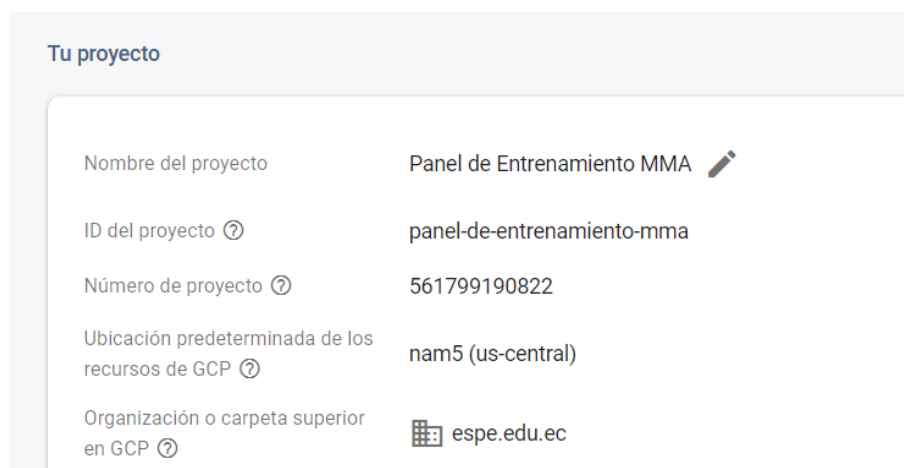 Tu proyecto
Nombre del proyecto Panel de Entrenamiento MMA
ID del proyecto panel-de-entrenamiento-mma
Número de proyecto 561799190822
Ubicación predeterminada de los
recursos de GCP nam5 (us-central)
Organización o carpeta superior
en GCP espe.edu.ec